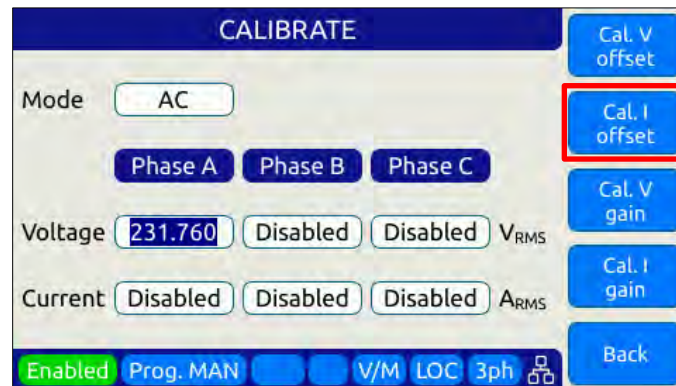 CALIBRATE
Cal. V
offset
Mode AC
Cal. I
offset
Phase A Phase B Phase C
Cal. V
gain
Voltage 231.760 Disabled Disabled VRMS
Cal. I
gain
Current Disabled Disabled Disabled ARMS
Back
Enabled Prog. MAN V/M LOC 3ph